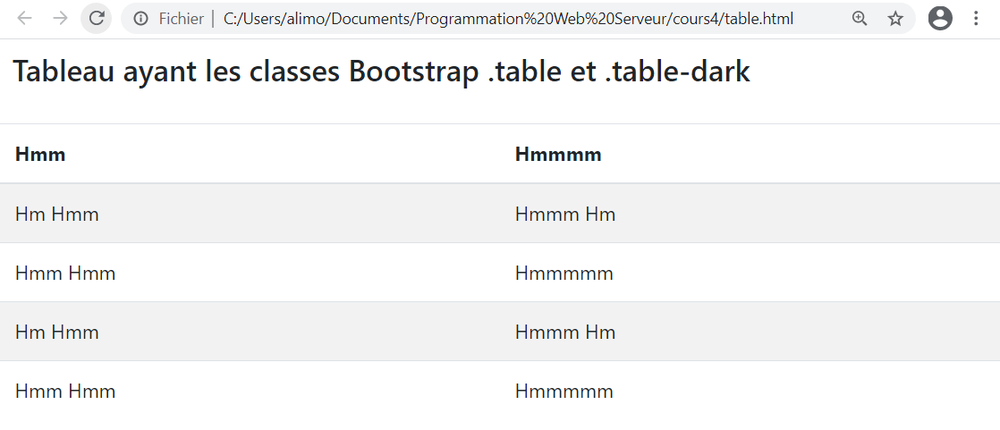 Fichier | C:/Users/alimo/Documents/Programmation%20Web%20Serveur/cours4/table.html
Tableau ayant les classes Bootstrap .table et .table-dark
Hmm Hmmmm
Hm Hmm Hmmm Hm
Hmm Hmm Hmmmmm
Hm Hmm Hmmm Hm
Hmm Hmm Hmmmmm